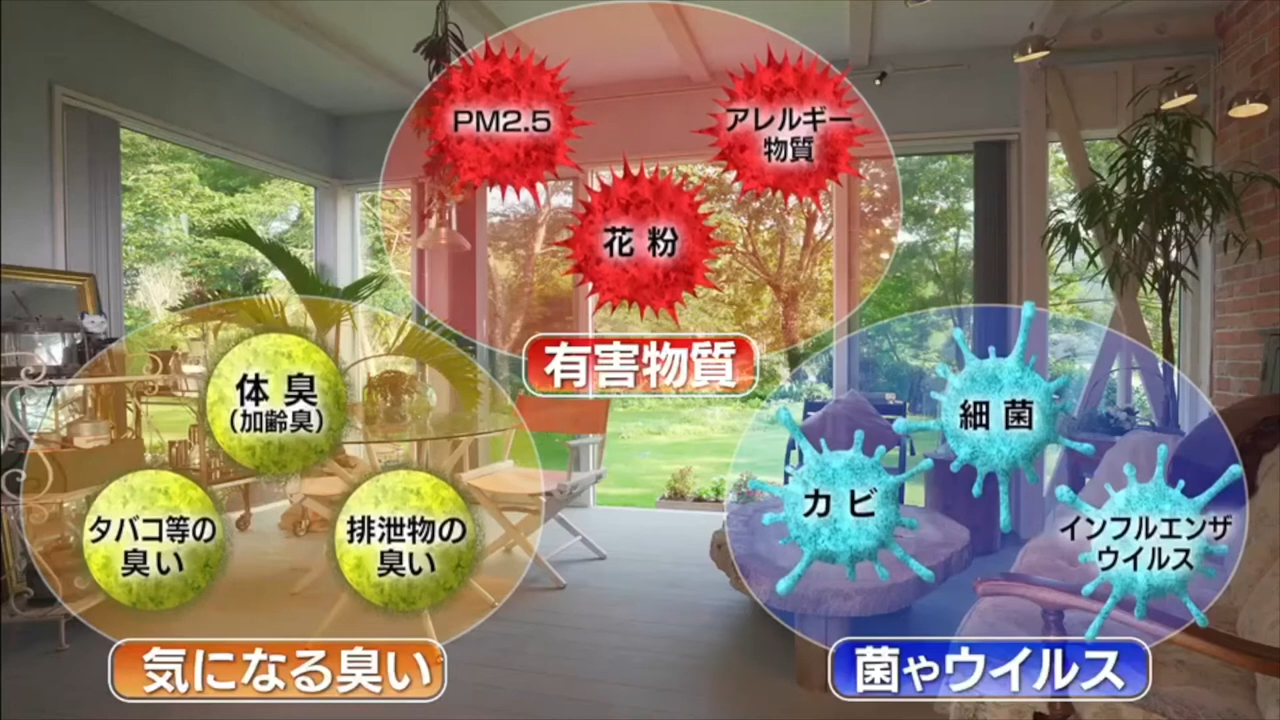 PM2.5
アレルギー
物質
花粉
有害物質
体臭
(加齢臭)
タバコ等の
臭い
排泄物の
臭い
気になる臭い
細菌
カビ
インフルエンザ
ウイルス
菌やウイルス